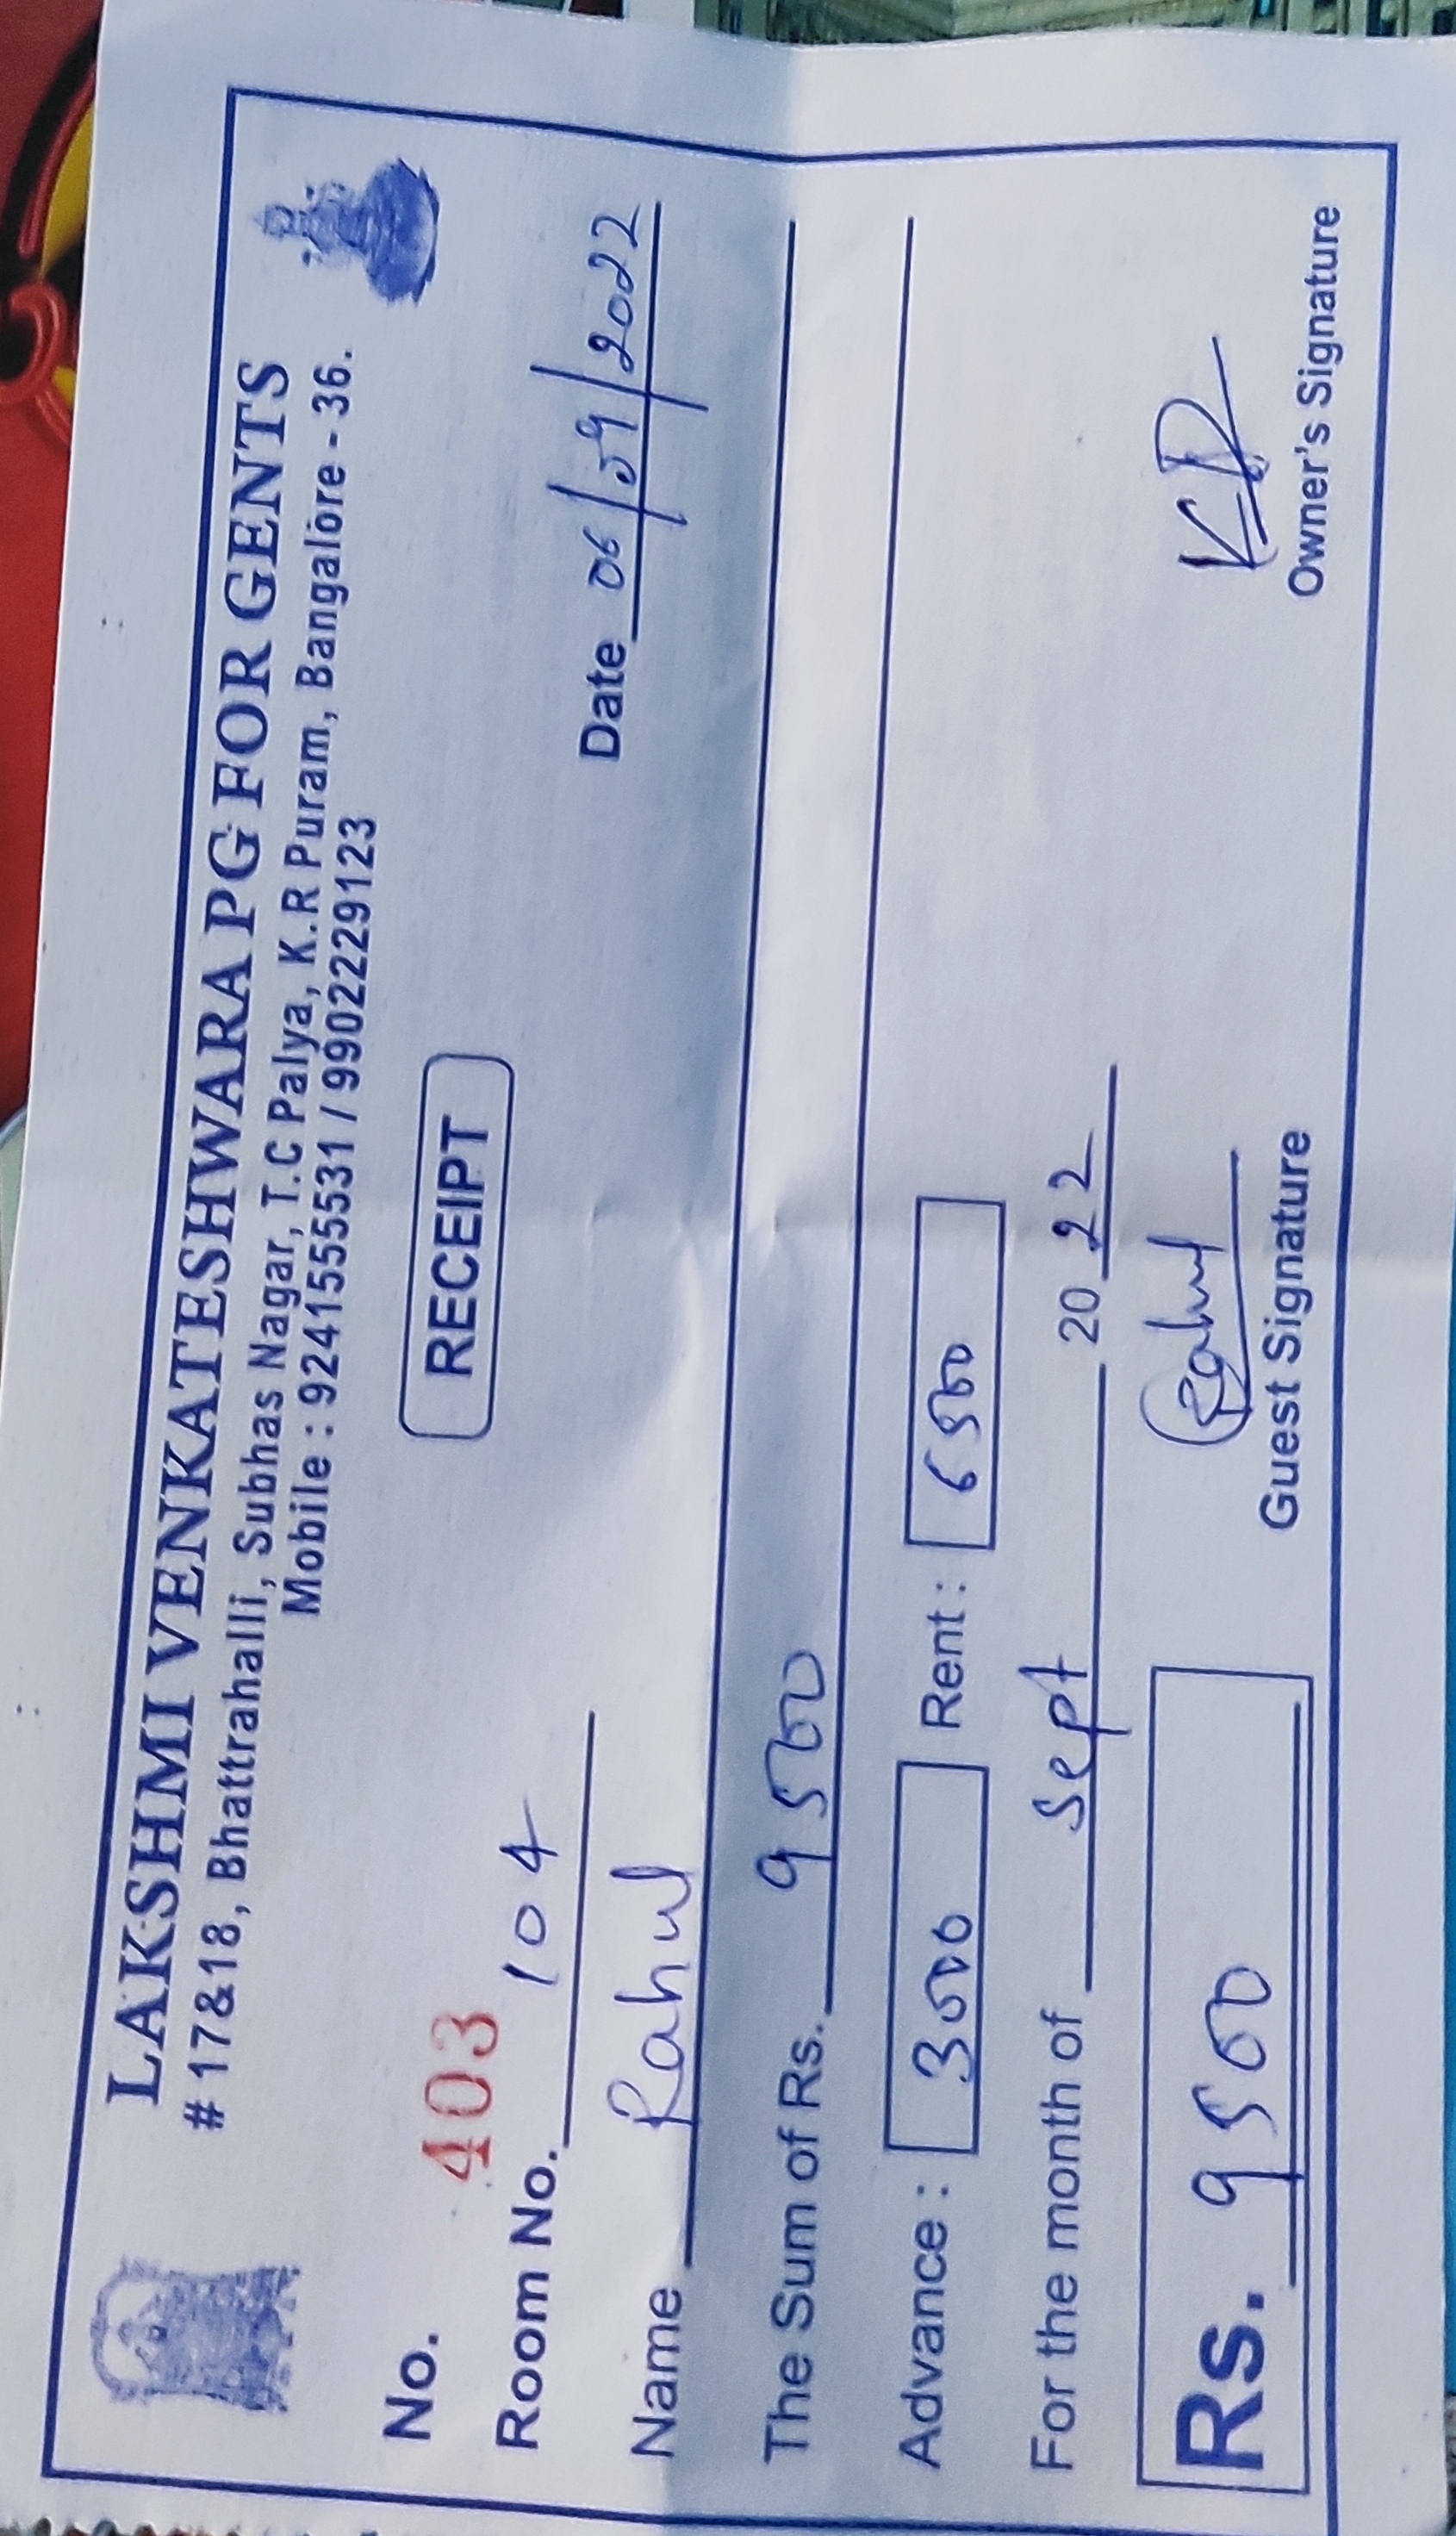 LAKSHMI VENKATESHWARA PG FOR GENTS
# 17&18, Bhattrahalli, Subhas Nagar, T.C Palya, K.R Puram, Bangalore - 36.
Mobile : 9241555531 / 9902229123
RECEIPT
No. 403
Room No. 104
Date 06/09/2022
Name Rahul
The Sum of Rs. 9500
Advance : 3000 Rent : 6500
For the month of Sept 2022
Rs. 9500
Rahul
KR
Guest Signature Owner's Signature